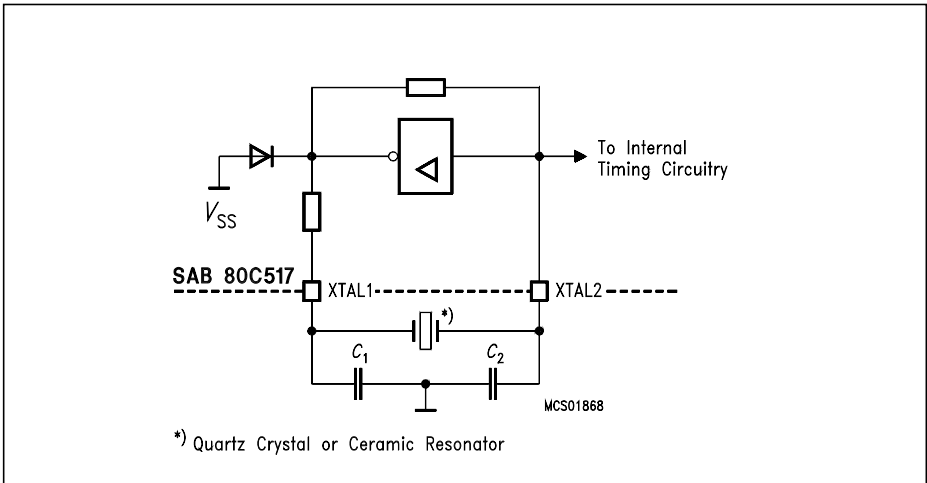 To Internal
Timing Circuitry
VSS
SAB 80C517
XTAL1
XTAL2
*)
C1
C2
MCS01868
*) Quartz Crystal or Ceramic Resonator